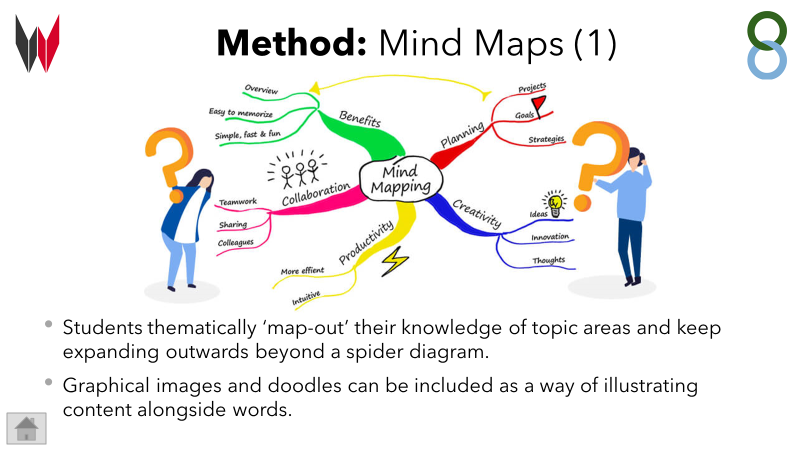 Method: Mind Maps (1)
Overview
Easy to memorize
Simple, fast & fun
Benefits
Planning
Projects
Goals
Strategies
Mind
Mapping
Collaboration
Teamwork
Sharing
Colleagues
Creativity
Ideas
Innovation
Thoughts
Productivity
More effient
Intuitive
• Students thematically ‘map-out’ their knowledge of topic areas and keep
expanding outwards beyond a spider diagram.
• Graphical images and doodles can be included as a way of illustrating
content alongside words.